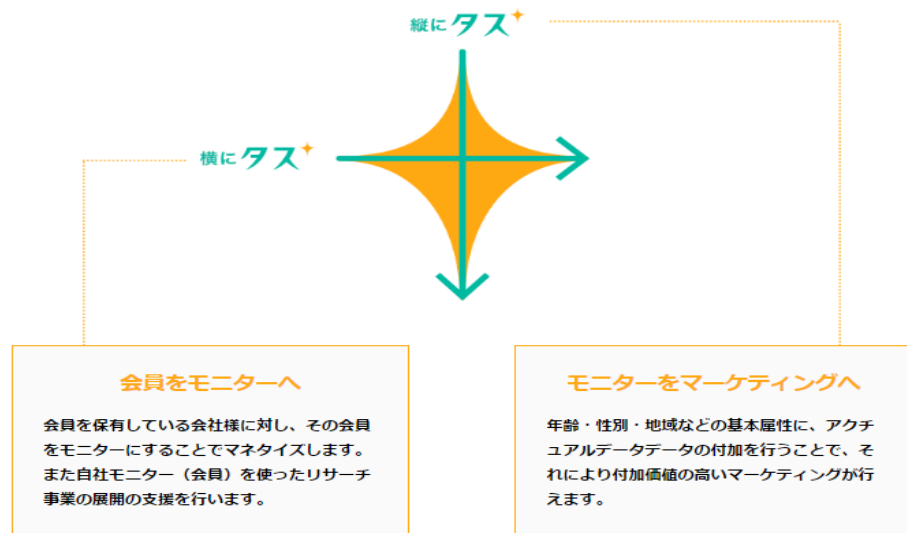 縦にタス
横にタス
会員をモニターへ
会員を保有している会社様に対し、その会員
をモニターにすることでマネタイズします。
また自社モニター（会員）を使ったリサーチ
事業の展開の支援を行います。
モニターをマーケティングへ
年齢・性別・地域などの基本属性に、アクチ
ュアルデータデータの付加を行うことで、そ
れにより付加価値の高いマーケティングが行
えます。